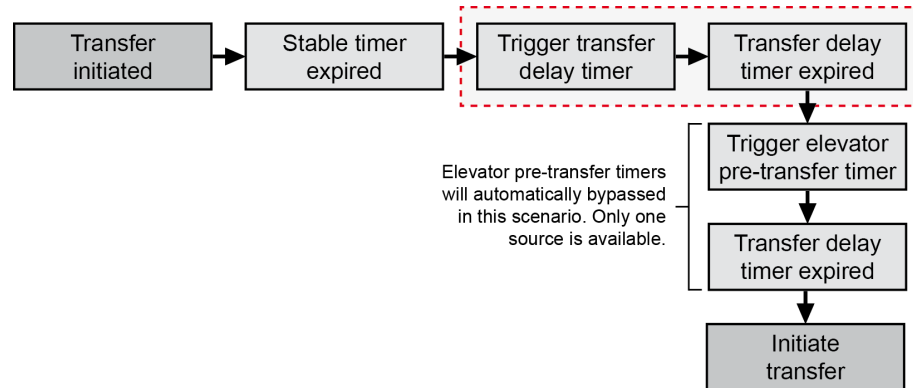 Transfer
initiated
Stable timer
expired
Trigger transfer
delay timer
Transfer delay
timer expired
Trigger elevator
pre-transfer timer
Elevator pre-transfer timers
will automatically bypassed
in this scenario. Only one
source is available.
Transfer delay
timer expired
Initiate
transfer